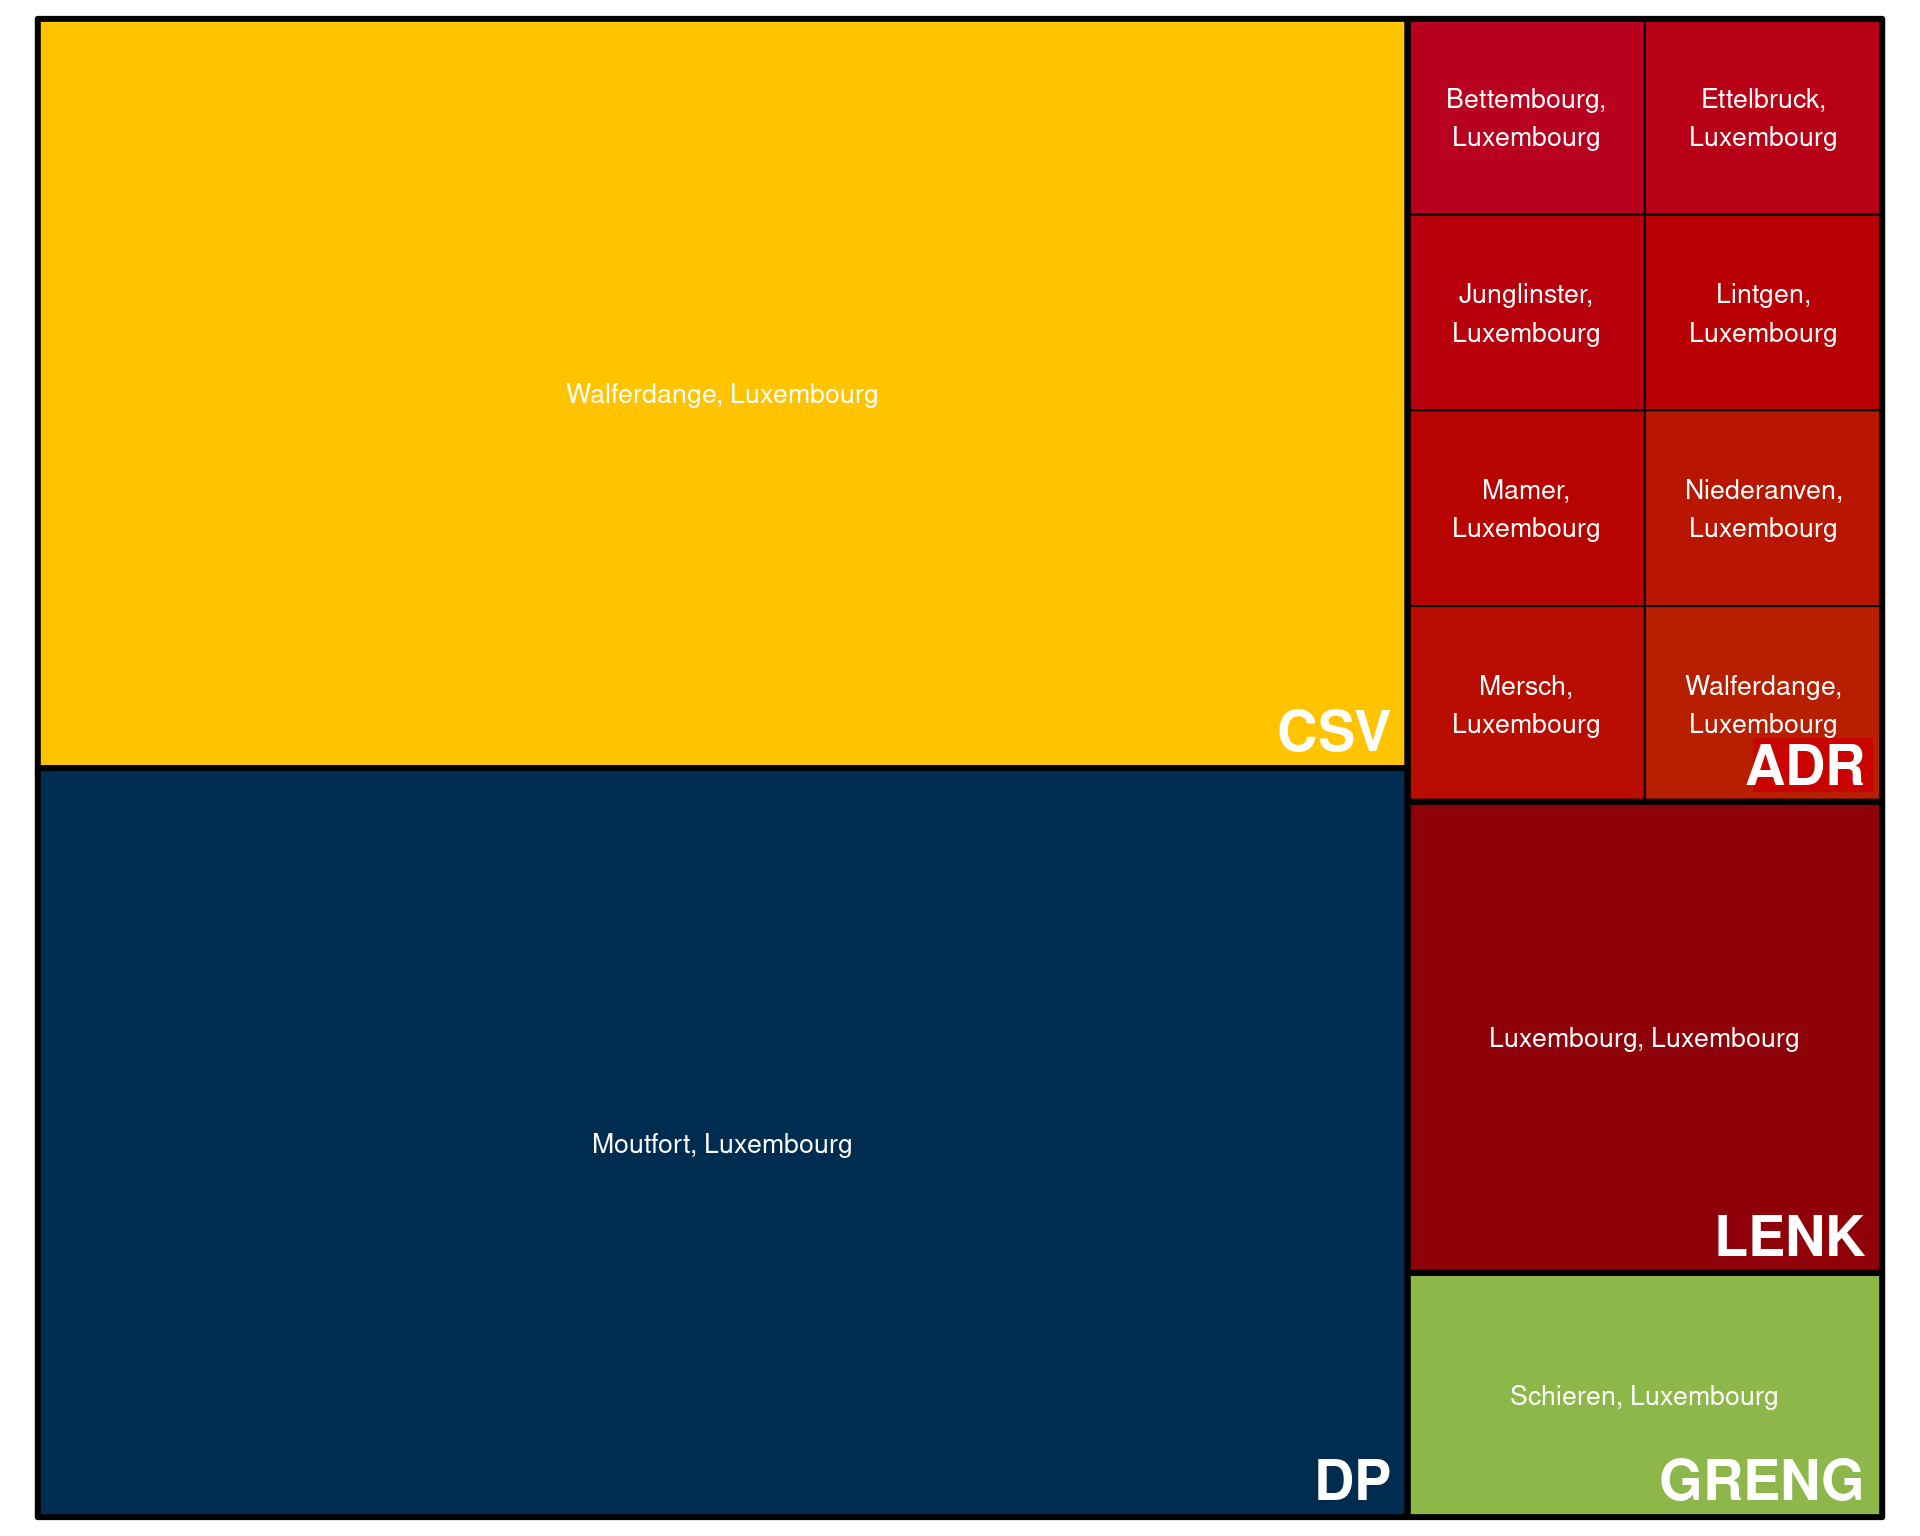 Walferdange, Luxembourg
CSV
Moutfort, Luxembourg
DP
Bettembourg,
Luxembourg
Ettelbruck,
Luxembourg
Junglinster,
Luxembourg
Lintgen,
Luxembourg
Mamer,
Luxembourg
Niederanven,
Luxembourg
Mersch,
Luxembourg
Walferdange,
Luxembourg
ADR
Luxembourg, Luxembourg
LENK
Schieren, Luxembourg
GRENG